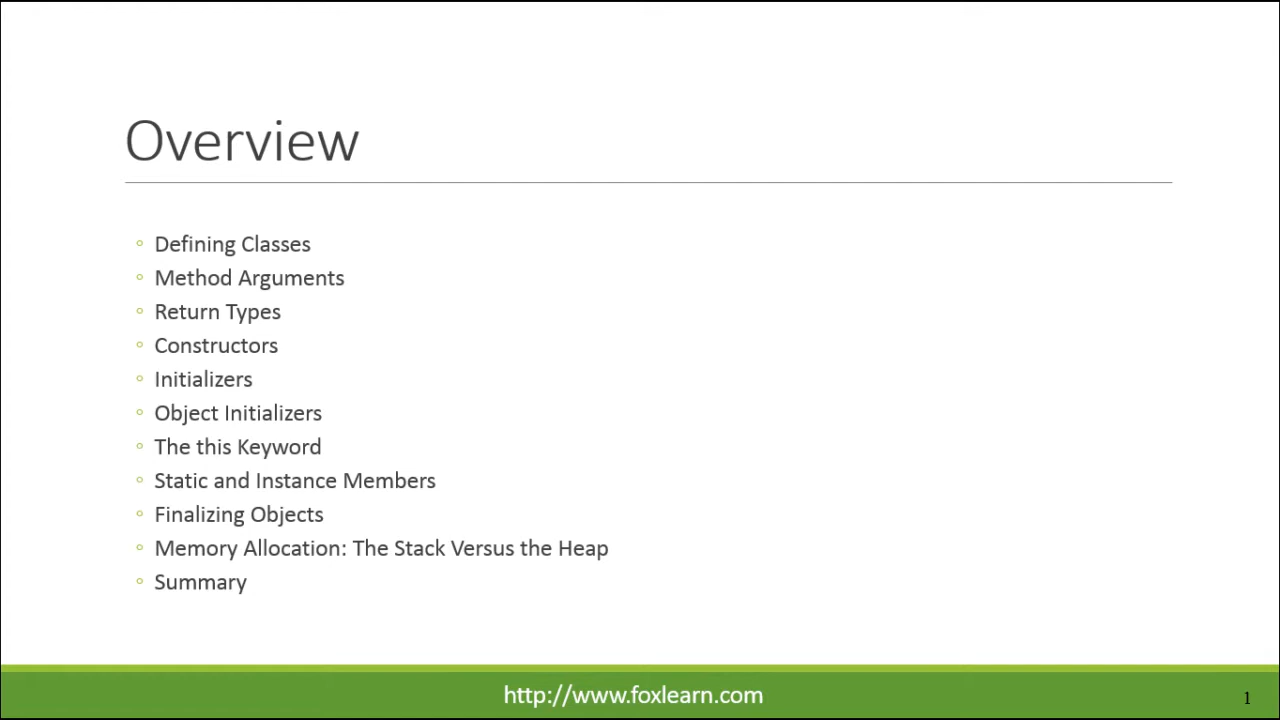 Overview
Defining Classes
Method Arguments
Return Types
Constructors
Initializers
Object Initializers
The this Keyword
Static and Instance Members
Finalizing Objects
Memory Allocation: The Stack Versus the Heap
Summary
http://www.foxlearn.com
1